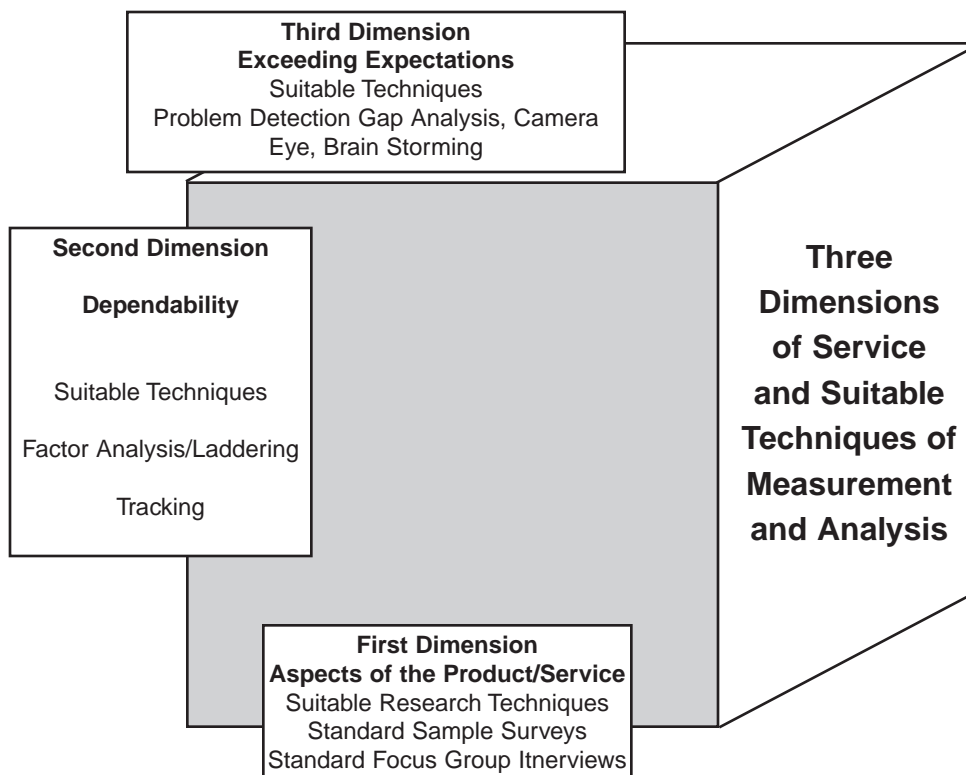 Third Dimension
Exceeding Expectations
Suitable Techniques
Problem Detection Gap Analysis, Camera
Eye, Brain Storming
Second Dimension
Dependability
Suitable Techniques
Factor Analysis/Laddering
Tracking
Three
Dimensions
of Service
and Suitable
Techniques of
Measurement
and Analysis
First Dimension
Aspects of the Product/Service
Suitable Research Techniques
Standard Sample Surveys
Standard Focus Group Itnerviews